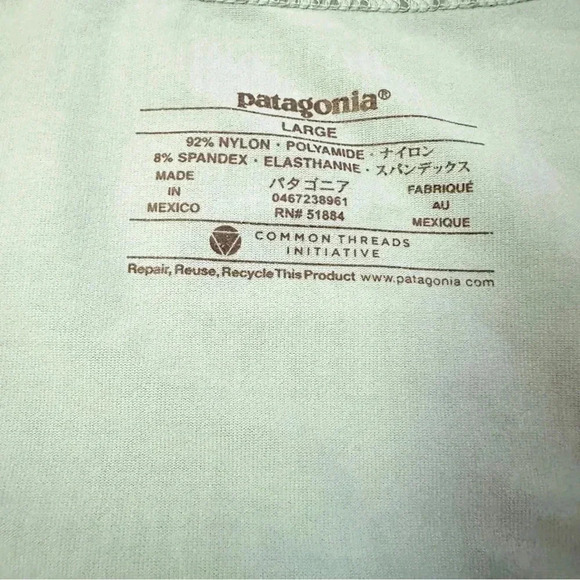 patagonia®
LARGE
92% NYLON · POLYAMIDE · ナイロン
8% SPANDEX · ELASTHANNE · スパンデックス
MADE IN MEXICO
パタゴニア
0467238961
RN# 51884
FABRIQUÉ AU MEXIQUE
COMMON THREADS
INITIATIVE
Repair, Reuse, Recycle This Product www.patagonia.com